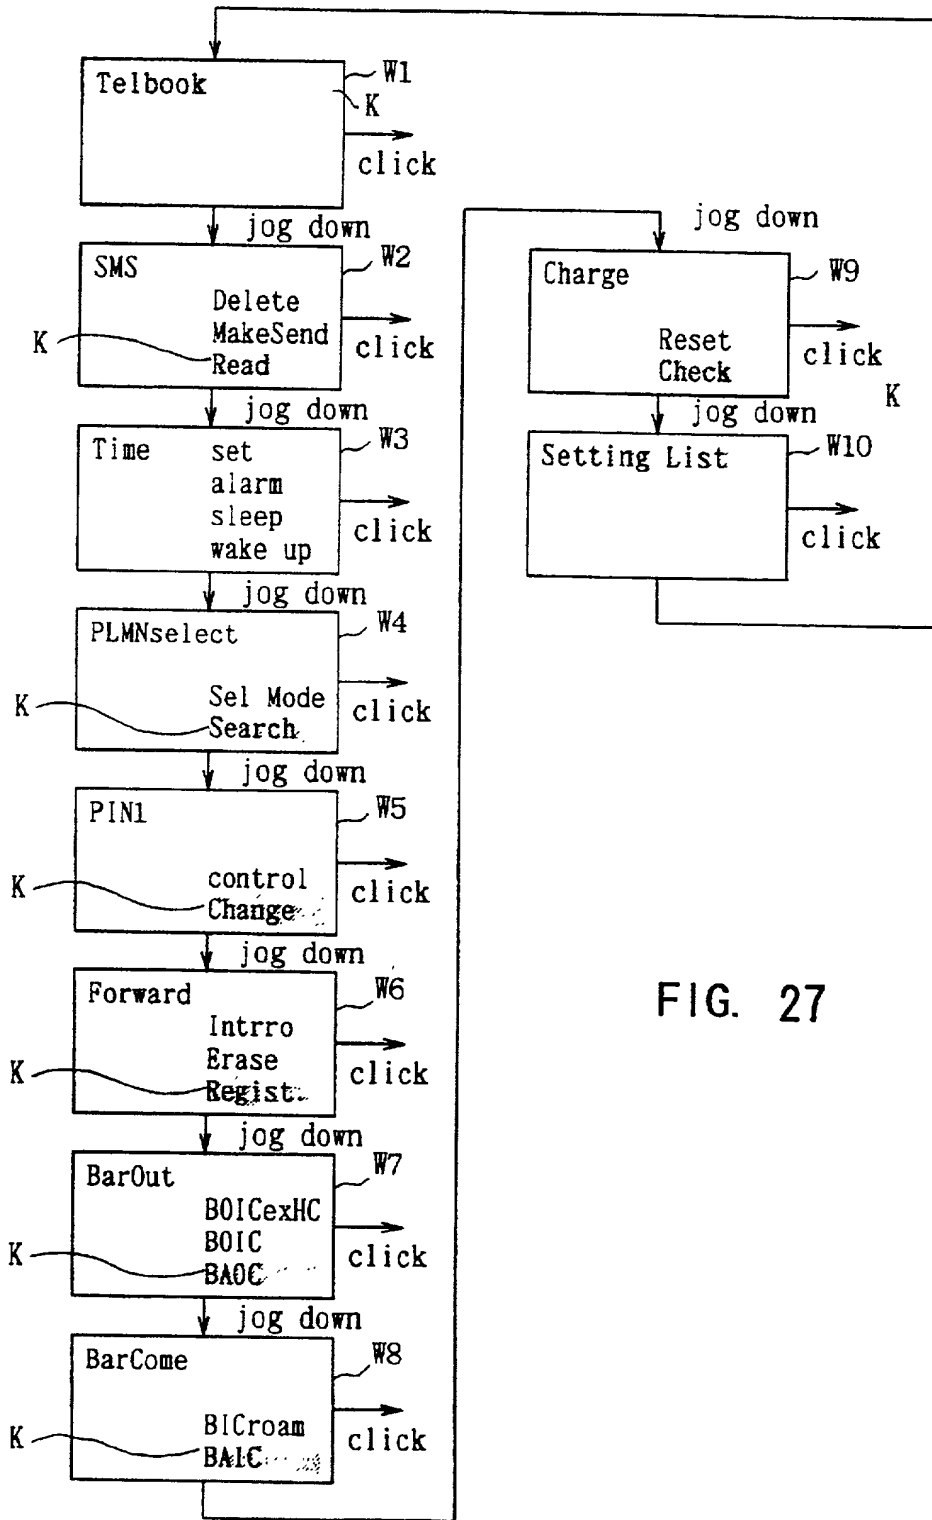 Telbook
W1
K
click
jog down
SMS
W2
Delete
MakeSend
K
Read
click
jog down
Time
W3
set
alarm
sleep
wake up
click
jog down
PLMNselect
W4
Sel Mode
K
Search
click
jog down
PIN1
W5
control
K
Change
click
jog down
Forward
W6
Intrro
Erase
K
Regist.
click
jog down
BarOut
W7
BOICexHC
BOIC
K
BAOC
click
jog down
BarCome
W8
BICroam
K
BAIC
click
jog down
Charge
W9
Reset
Check
click
K
jog down
Setting List
W10
click
FIG. 27